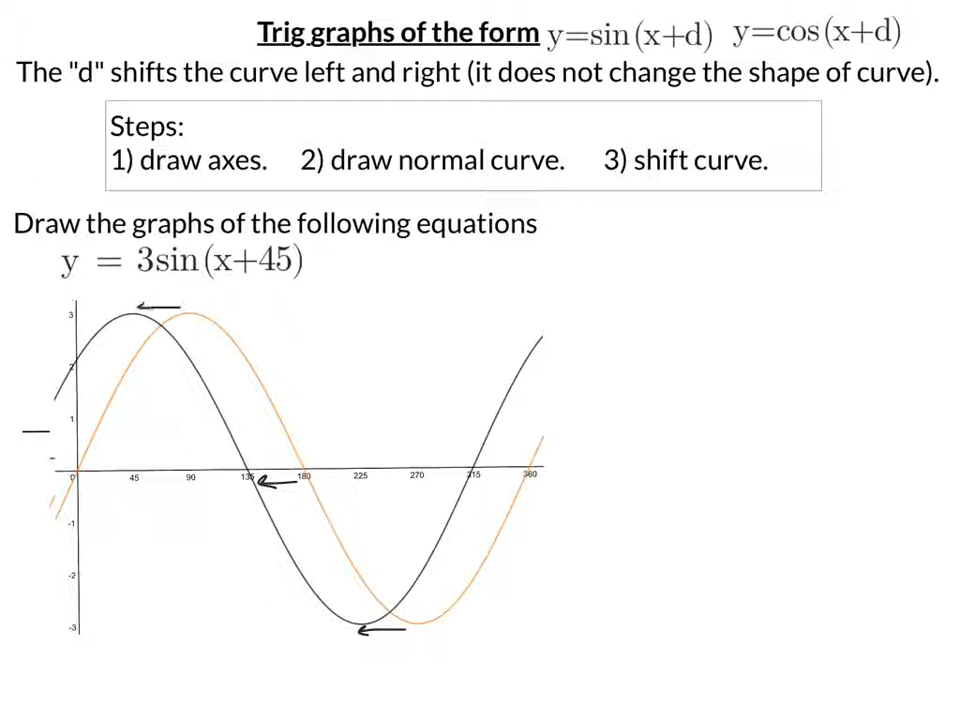 Trig graphs of the form y=sin(x+d) y=cos(x+d)
The "d" shifts the curve left and right (it does not change the shape of curve).
Steps:
1) draw axes. 2) draw normal curve. 3) shift curve.
Draw the graphs of the following equations
y = 3sin(x+45)
3
2
1
0 45 90 135 180 225 270 315 360
-1
-2
-3